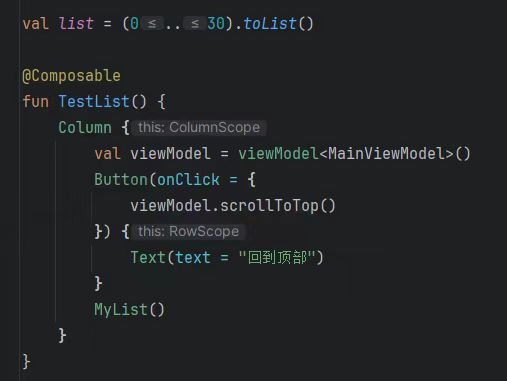 val list = (0 ≤ .. ≤ 30).toList()
@Composable
fun TestList() {
Column { this: ColumnScope
val viewModel = viewModel<MainViewModel>()
Button(onClick = {
viewModel.scrollToTop()
}) { this: RowScope
Text(text = "回到顶部")
}
MyList()
}
}